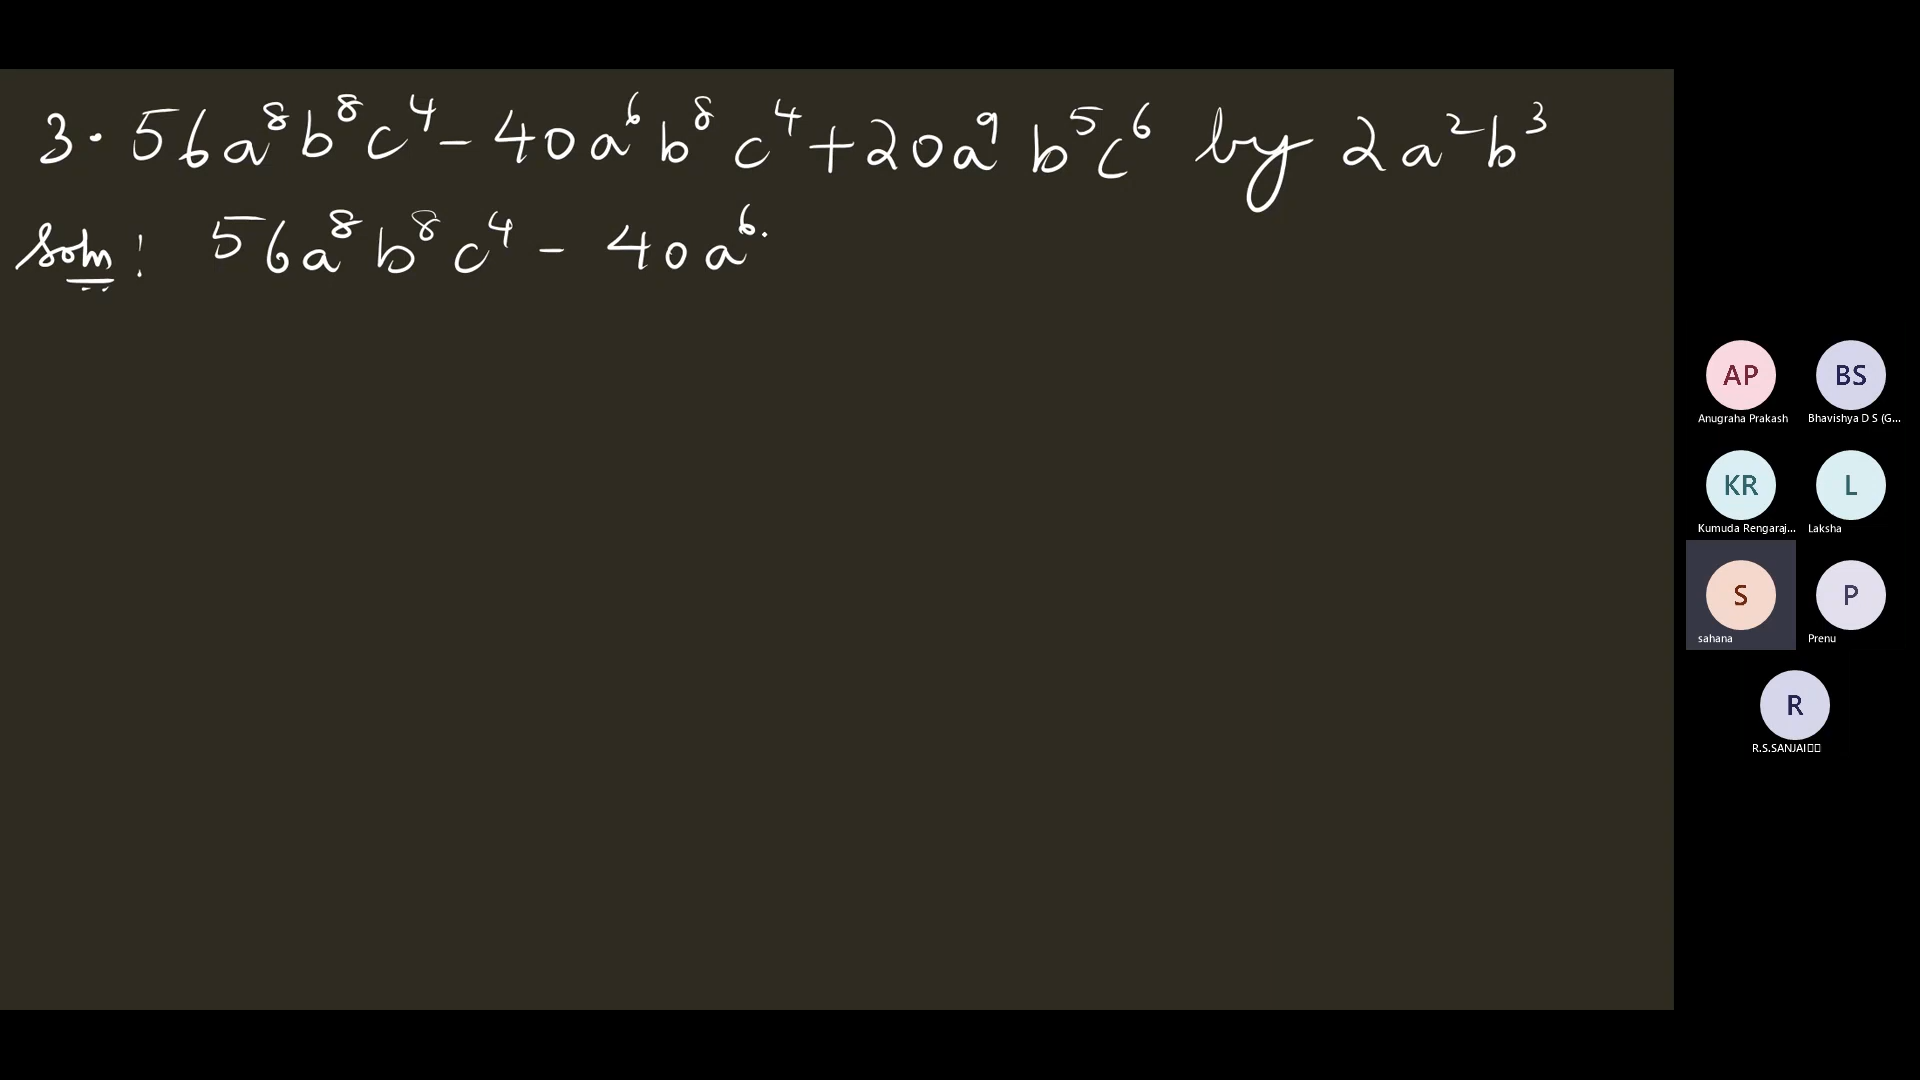 3. 56a⁸b⁸c⁴ - 40a⁶b⁸c⁴ + 20a⁹b⁵c⁶ by 2a²b³
Soln: 56a⁸b⁸c⁴ - 40a⁶.
AP
BS
Anugraha Prakash
Bhavishya D S (G...
KR
L
Kumuda Rengaraj...
Laksha
S
P
sahana
Prenu
R
R.S.SANJAI